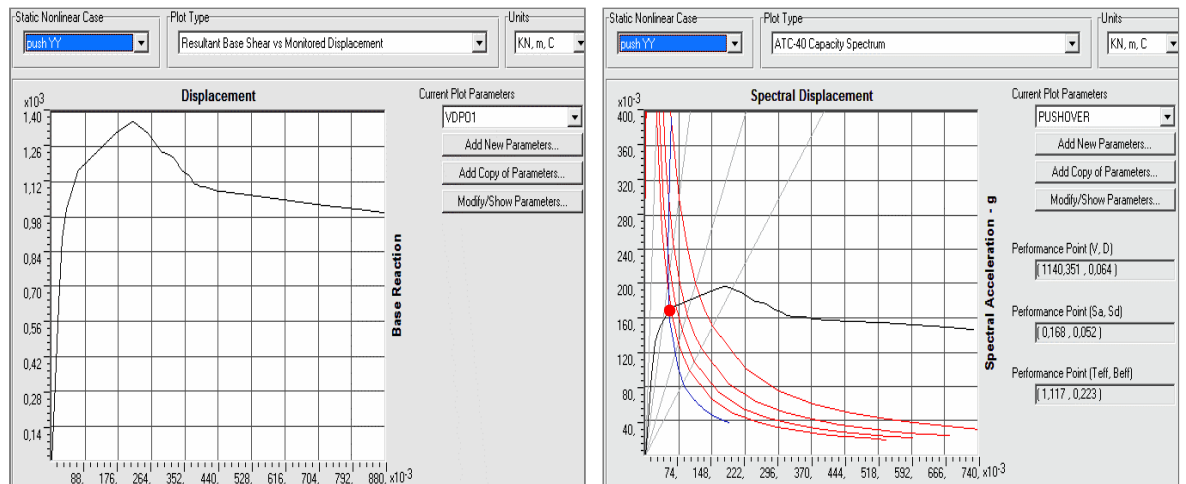 Static Nonlinear Case
Plot Type
Units
push YY
Resultant Base Shear vs Monitored Displacement
KN, m, C
Displacement
Current Plot Parameters
VDPO1
Add New Parameters...
Add Copy of Parameters...
Modify/Show Parameters...
x10^3
1,40
1,26
1,12
0,98
0,84
0,70
0,56
0,42
0,28
0,14
Base Reaction
88, 176, 264, 352, 440, 528, 616, 704, 792, 880, x10^-3
Static Nonlinear Case
Plot Type
Units
push YY
ATC-40 Capacity Spectrum
KN, m, C
Spectral Displacement
Current Plot Parameters
PUSHOVER
Add New Parameters...
Add Copy of Parameters...
Modify/Show Parameters...
x10^-3
400,
360,
320,
280,
240,
200,
160,
120,
80,
40,
Spectral Acceleration - g
74, 148, 222, 296, 370, 444, 518, 592, 666, 740, x10^-3
Performance Point (V, D)
( 1140,351 , 0,064 )
Performance Point (Sa, Sd)
( 0,168 , 0,052 )
Performance Point (Teff, Beff)
( 1,117 , 0,223 )